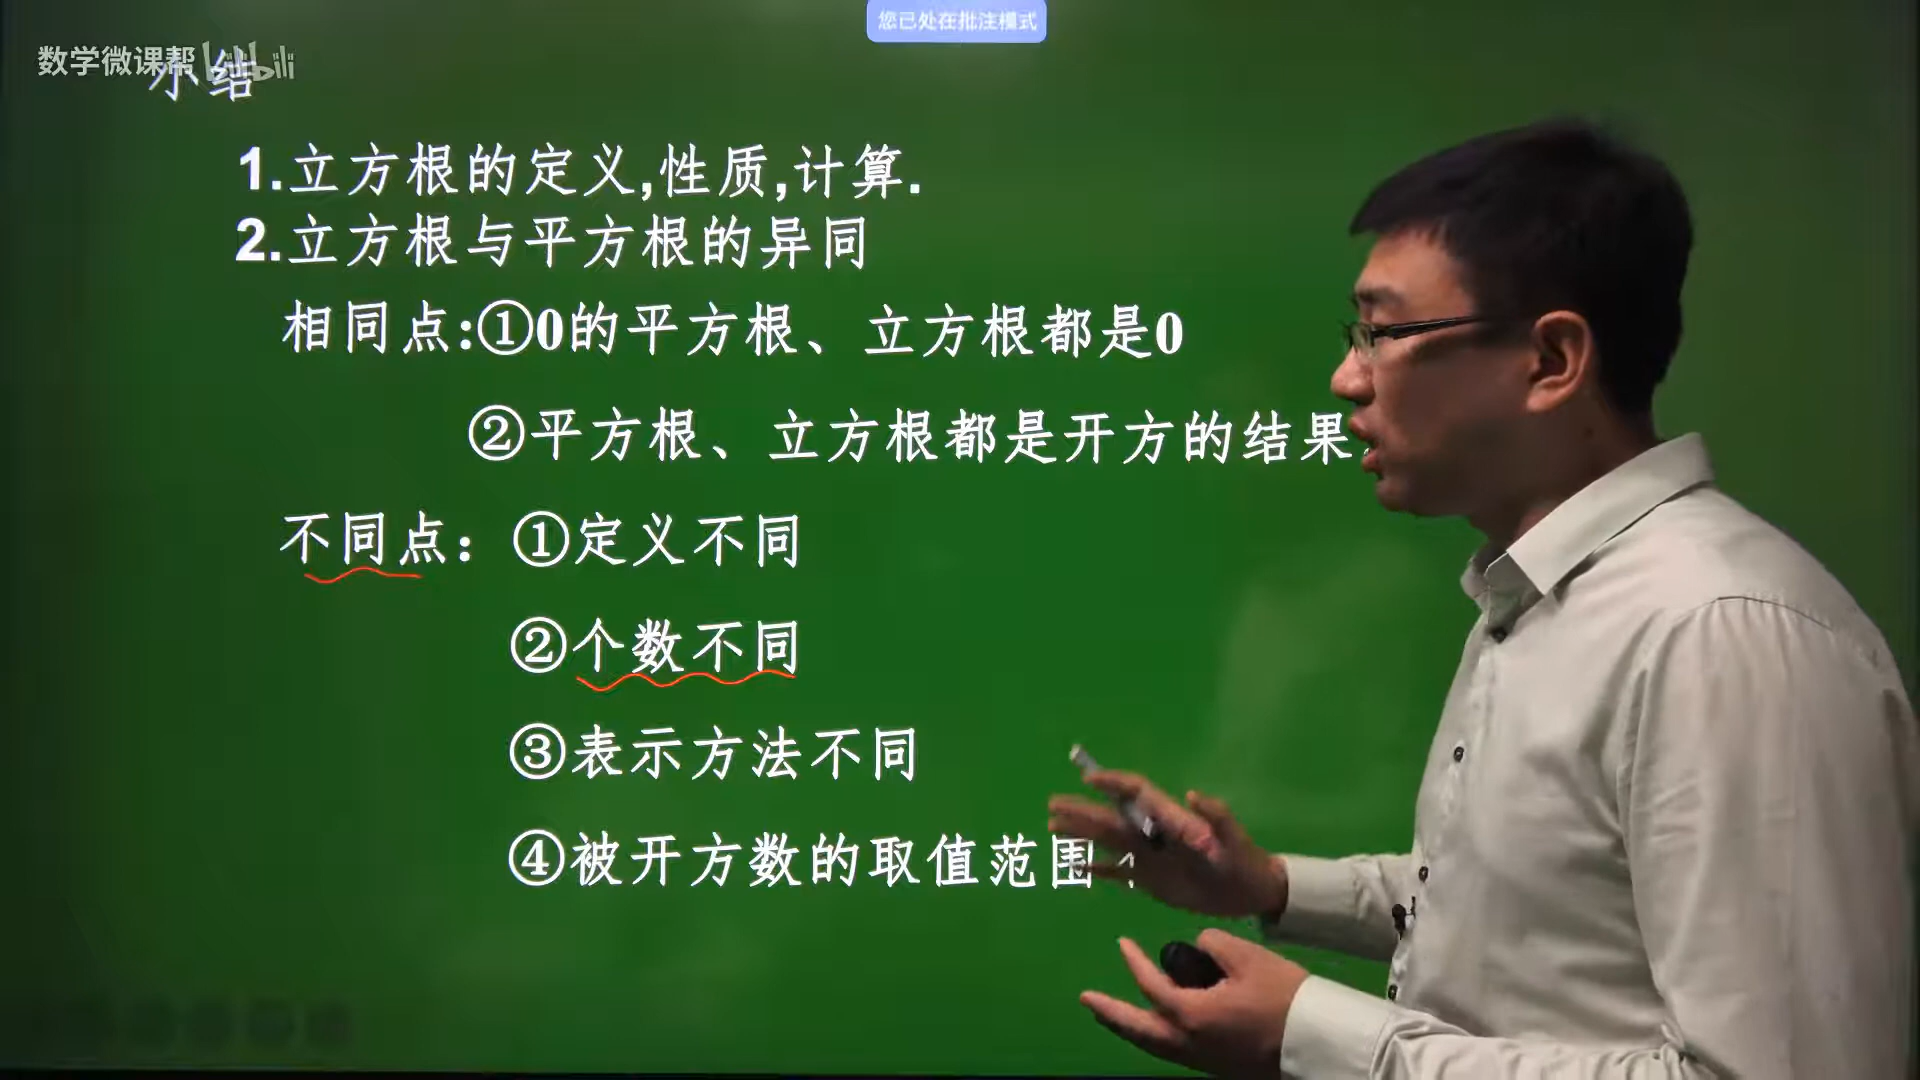 您已处在批注模式
数学微课帮 bilibili
小结
1.立方根的定义,性质,计算.
2.立方根与平方根的异同
相同点:①0的平方根、立方根都是0
②平方根、立方根都是开方的结果.
不同点：①定义不同
②个数不同
③表示方法不同
④被开方数的取值范围